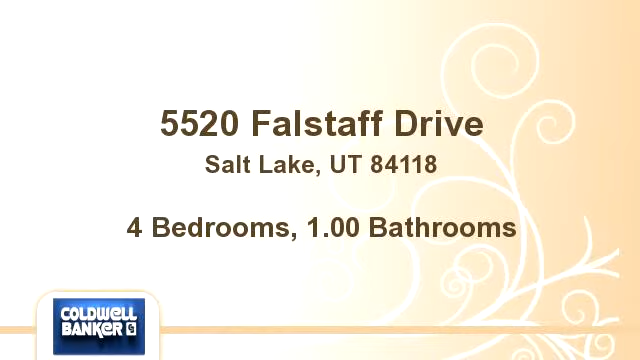 5520 Falstaff Drive
Salt Lake, UT 84118
4 Bedrooms, 1.00 Bathrooms
COLDWELL
BANKER